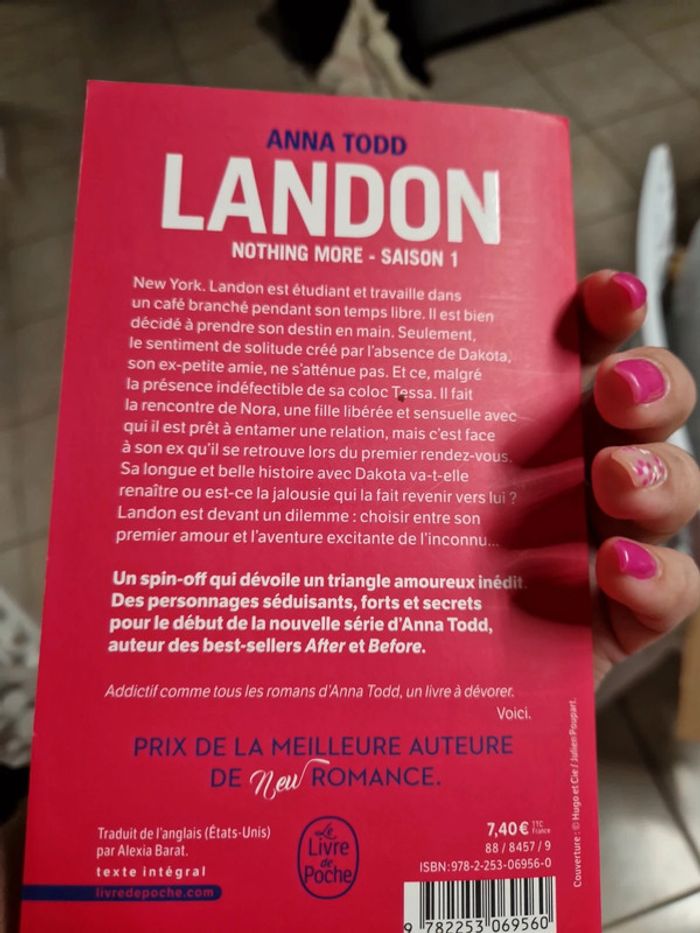 ANNA TODD
LANDON
NOTHING MORE - SAISON 1
New York. Landon est étudiant et travaille dans
un café branché pendant son temps libre. Il est bien
décidé à prendre son destin en main. Seulement,
le sentiment de solitude créé par l'absence de Dakota,
son ex-petite amie, ne s'atténue pas. Et ce, malgré
la présence indéfectible de sa coloc Tessa. Il fait
la rencontre de Nora, une fille libérée et sensuelle avec
qui il est prêt à entamer une relation, mais c'est face
à son ex qu'il se retrouve lors du premier rendez-vous.
Sa longue et belle histoire avec Dakota va-t-elle
renaître ou est-ce la jalousie qui la fait revenir vers lui ?
Landon est devant un dilemme : choisir entre son
premier amour et l'aventure excitante de l'inconnu...
Un spin-off qui dévoile un triangle amoureux inédit.
Des personnages séduisants, forts et secrets
pour le début de la nouvelle série d'Anna Todd,
auteur des best-sellers After et Before.
Addictif comme tous les romans d'Anna Todd, un livre à dévorer.
Voici.
PRIX DE LA MEILLEURE AUTEURE
DE New ROMANCE.
Traduit de l'anglais (États-Unis)
par Alexia Barat.
texte intégral
livredepoche.com
Le
Livre
de
Poche
7,40 € TTC
France
88 / 8457 / 9
ISBN : 978-2-253-06956-0
9 782253 069560
Couverture : © Hugo et Cie / Julien Poupart.